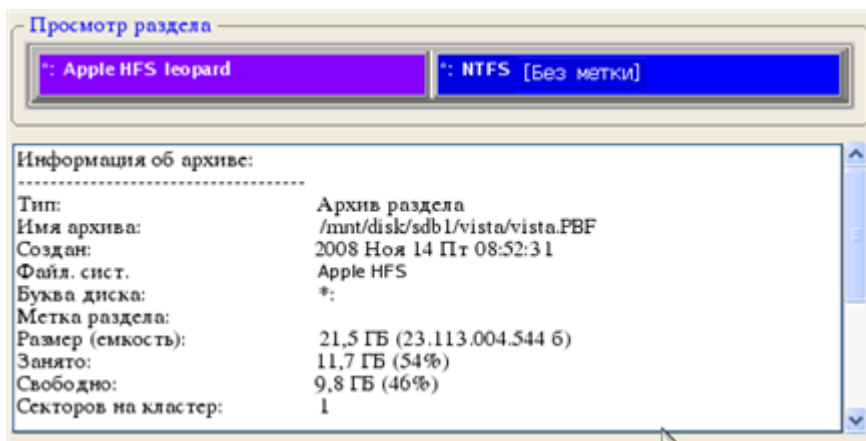 Просмотр раздела
*: Apple HFS leopard
*: NTFS [Без метки]
Информация об архиве:
------------------------------------
Тип: Архив раздела
Имя архива: /mnt/disk/sdb1/vista/vista.PBF
Создан: 2008 Ноя 14 Пт 08:52:31
Файл. сист. Apple HFS
Буква диска: *:
Метка раздела:
Размер (емкость): 21,5 ГБ (23.113.004.544 б)
Занято: 11,7 ГБ (54%)
Свободно: 9,8 ГБ (46%)
Секторов на кластер: 1